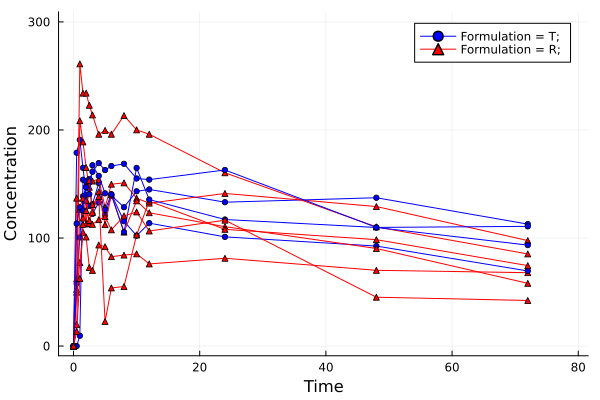 300
200
100
0
Concentration
Formulation = T;
Formulation = R;
0
20
40
60
80
Time